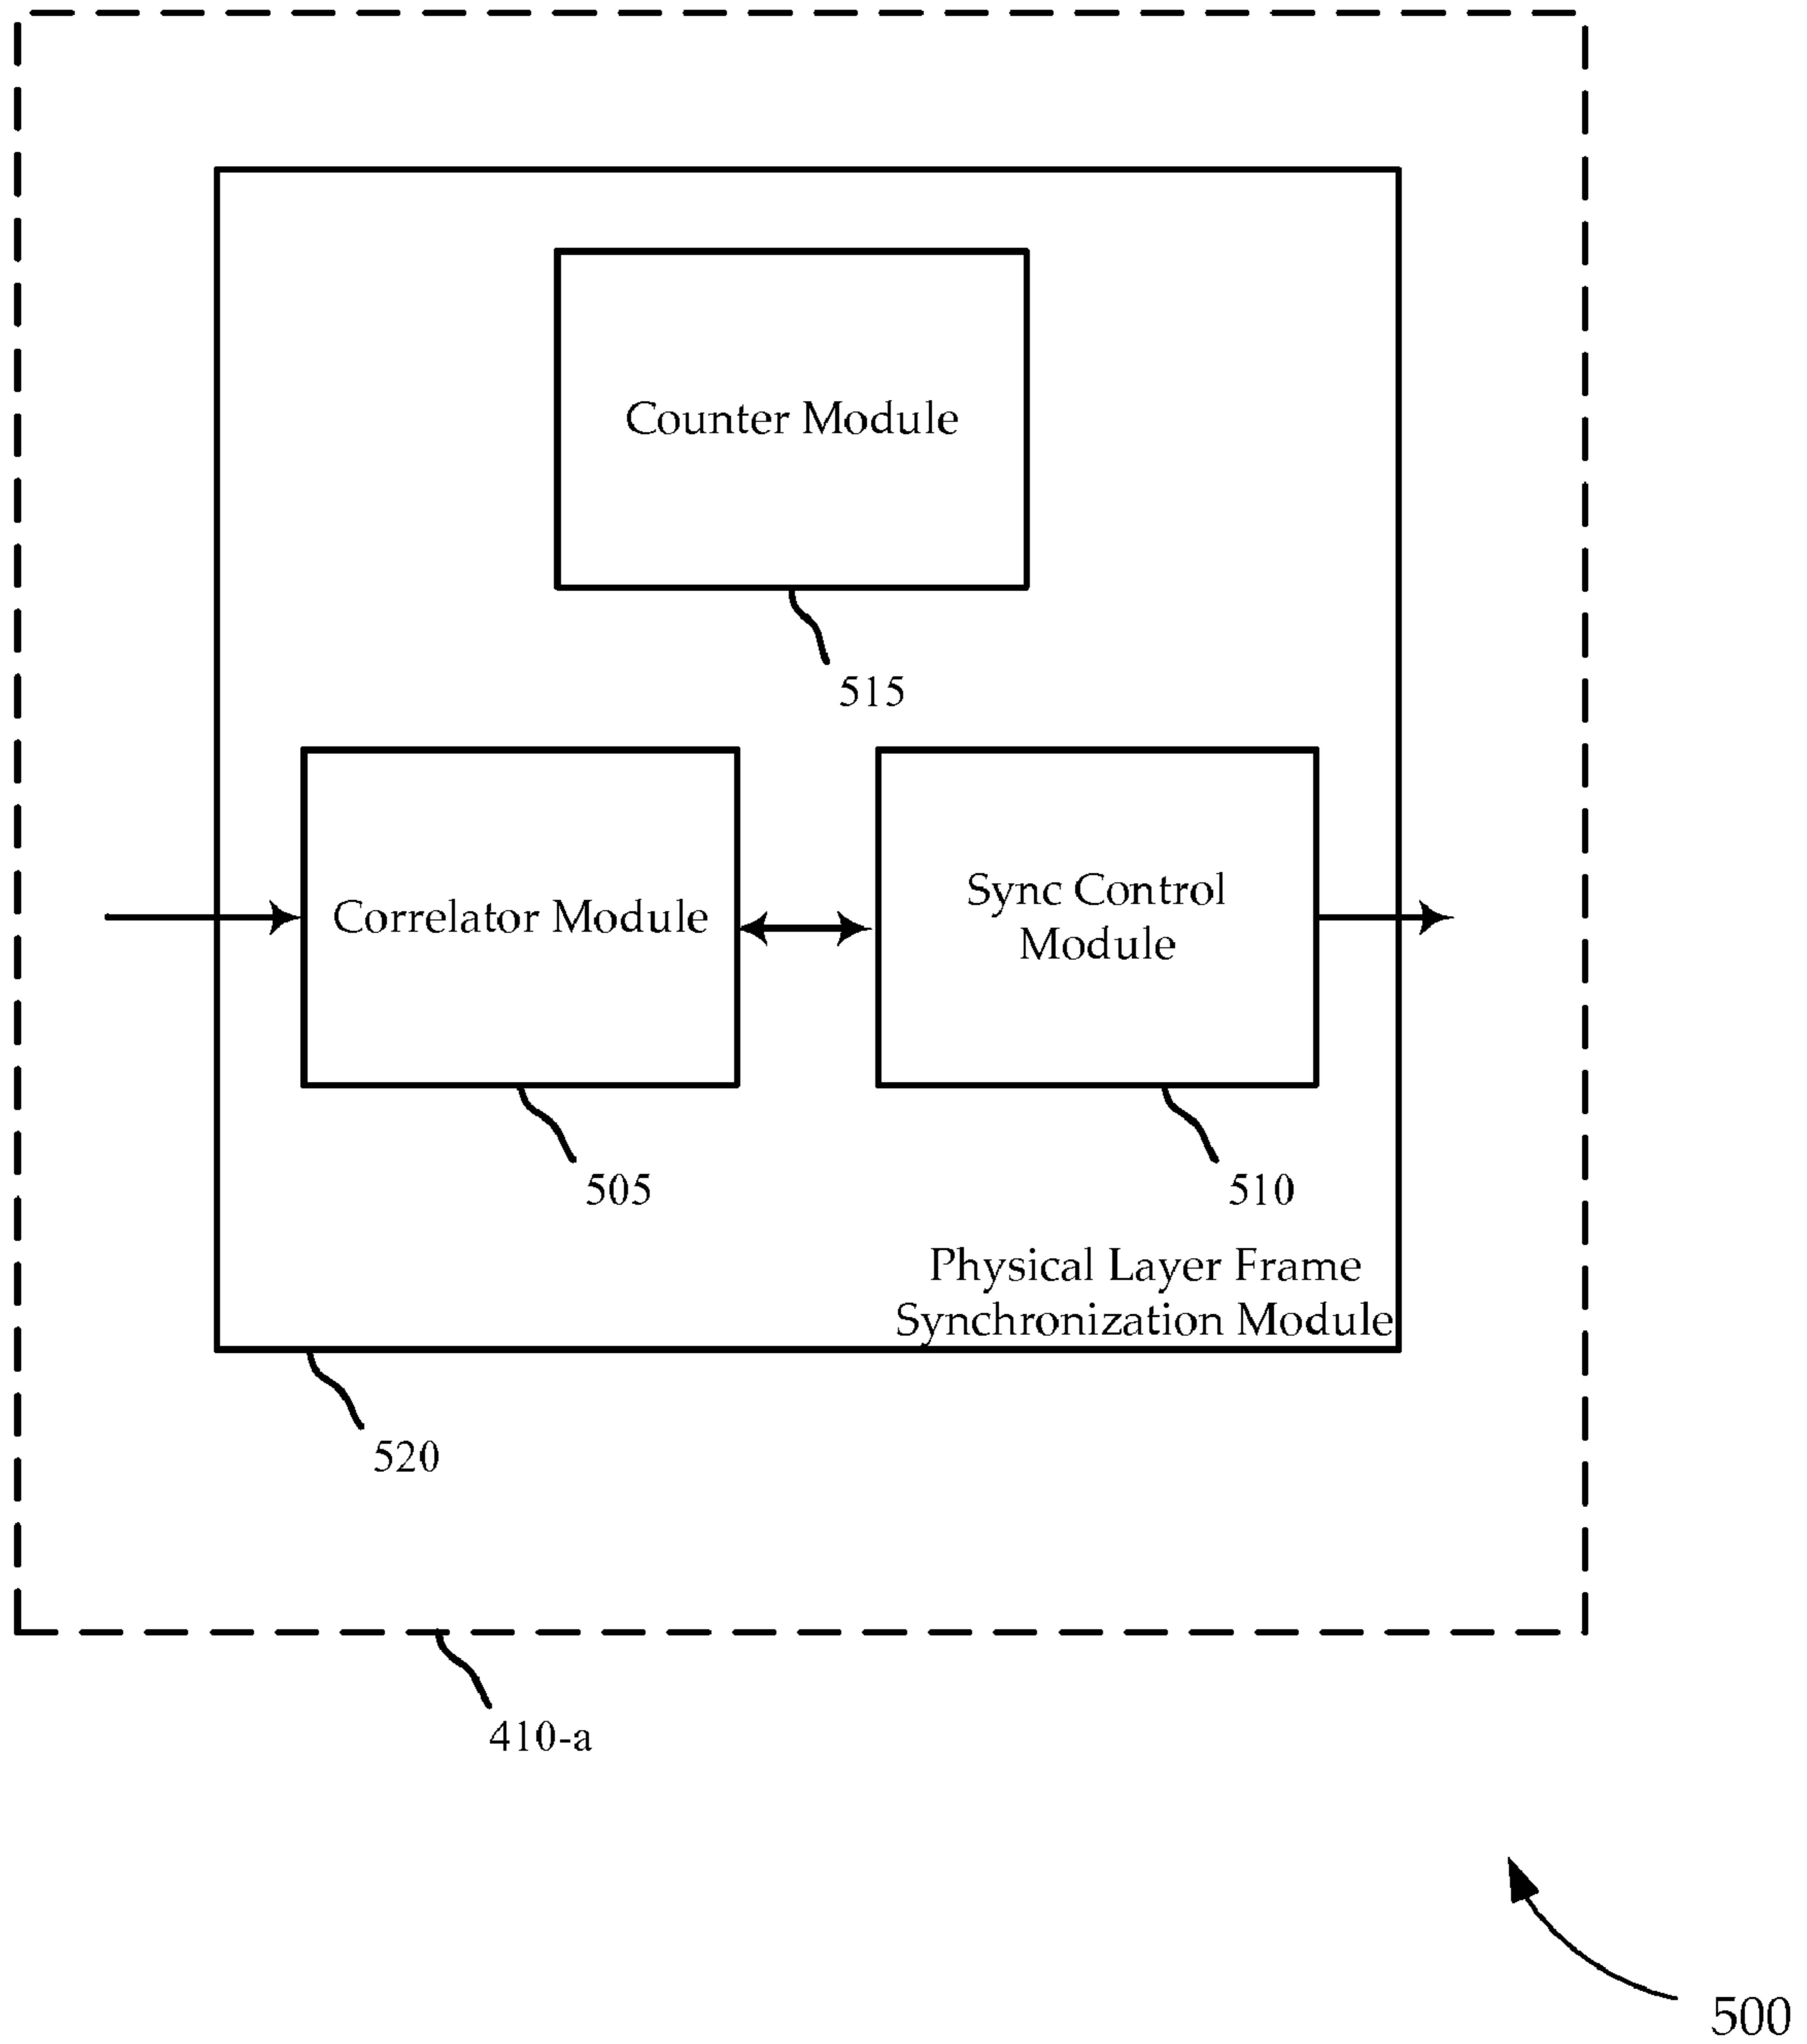 Counter Module
515
Correlator Module
Sync Control
Module
505
510
Physical Layer Frame
Synchronization Module
520
410-a
500